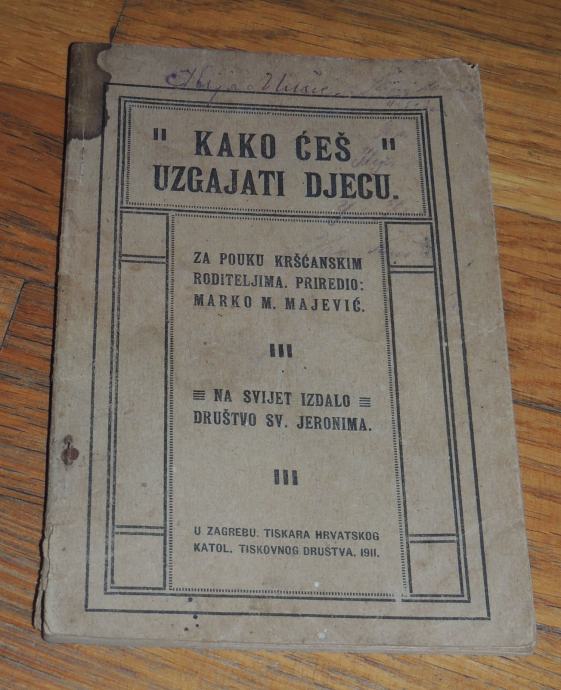 " KAKO ĆEŠ "
UZGAJATI DJECU.
ZA POUKU KRŠĆANSKIM
RODITELJIMA. PRIREDIO:
MARKO M. MAJEVIĆ.
NA SVIJET IZDALO
DRUŠTVO SV. JERONIMA.
U ZAGREBU. TISKARA HRVATSKOG
KATOL. TISKOVNOG DRUŠTVA. 1911.